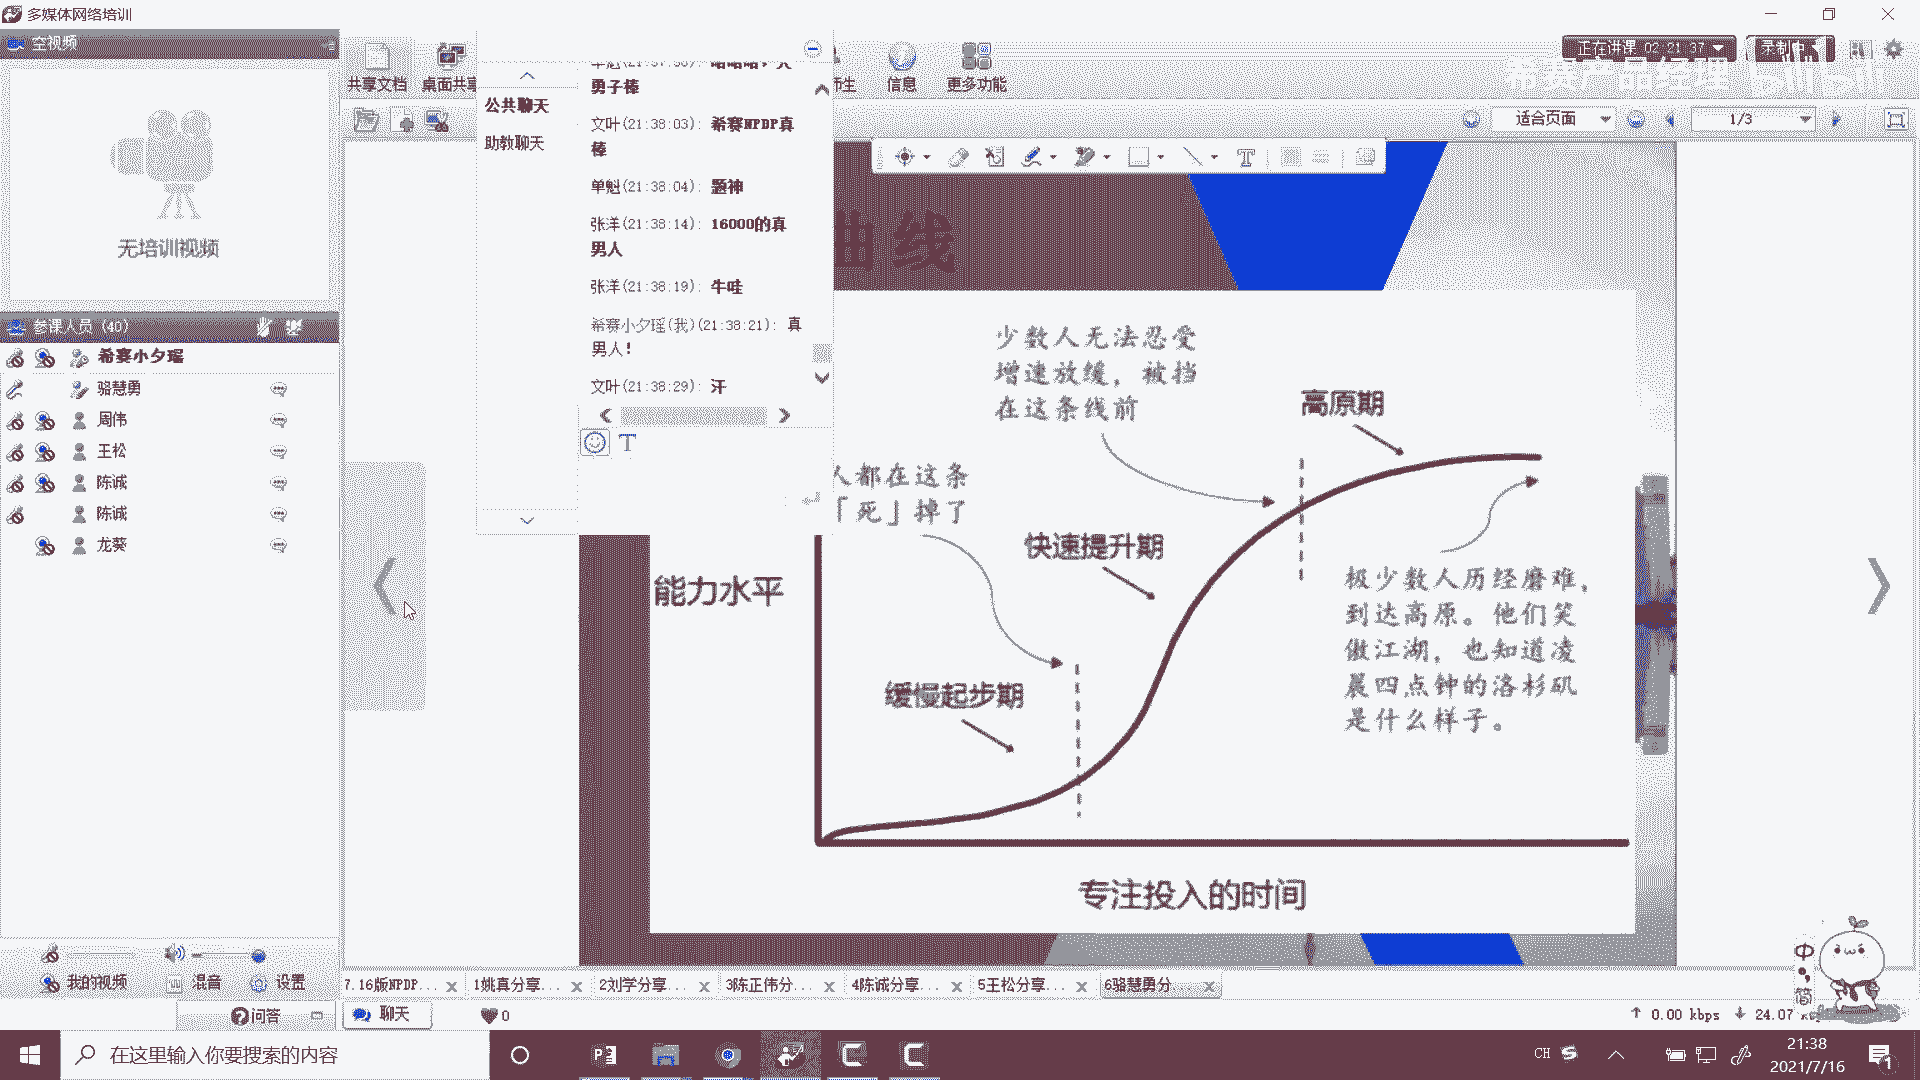 多媒体网络培训
空视频
无培训视频
参课人员 (40)
希赛小夕瑶
骆慧勇
周伟
王松
陈诚
陈诚
龙葵
我的视频
混音
设置
问答
共享文档
桌面共享
信息
更多功能
正在讲课 02:21:37
录制中
希赛产品经理 bilibili
适合页面
1/3
公共聊天
助教聊天
勇子棒
文叶(21:38:03): 希赛NPDP真
棒
单魁(21:38:04): 题神
张洋(21:38:14): 16000的真
男人
张洋(21:38:19): 牛哇
希赛小夕瑶(我)(21:38:21): 真
男人!
文叶(21:38:29): 汗
曲线
少数人无法忍受
增速放缓，被挡
在这条线前
高原期
人都在这条
「死」掉了
快速提升期
能力水平
缓慢起步期
极少数人历经磨难，
到达高原。他们笑
傲江湖，也知道凌
晨四点钟的洛杉矶
是什么样子。
专注投入的时间
7.16版NPDP...
1姚真分享...
2刘学分享...
3陈正伟分...
4陈诚分享...
5王松分享...
6骆慧勇分...
聊天
0
0.00 kbps
24.07
中
简
在这里输入你要搜索的内容
CH
21:38
2021/7/16
1